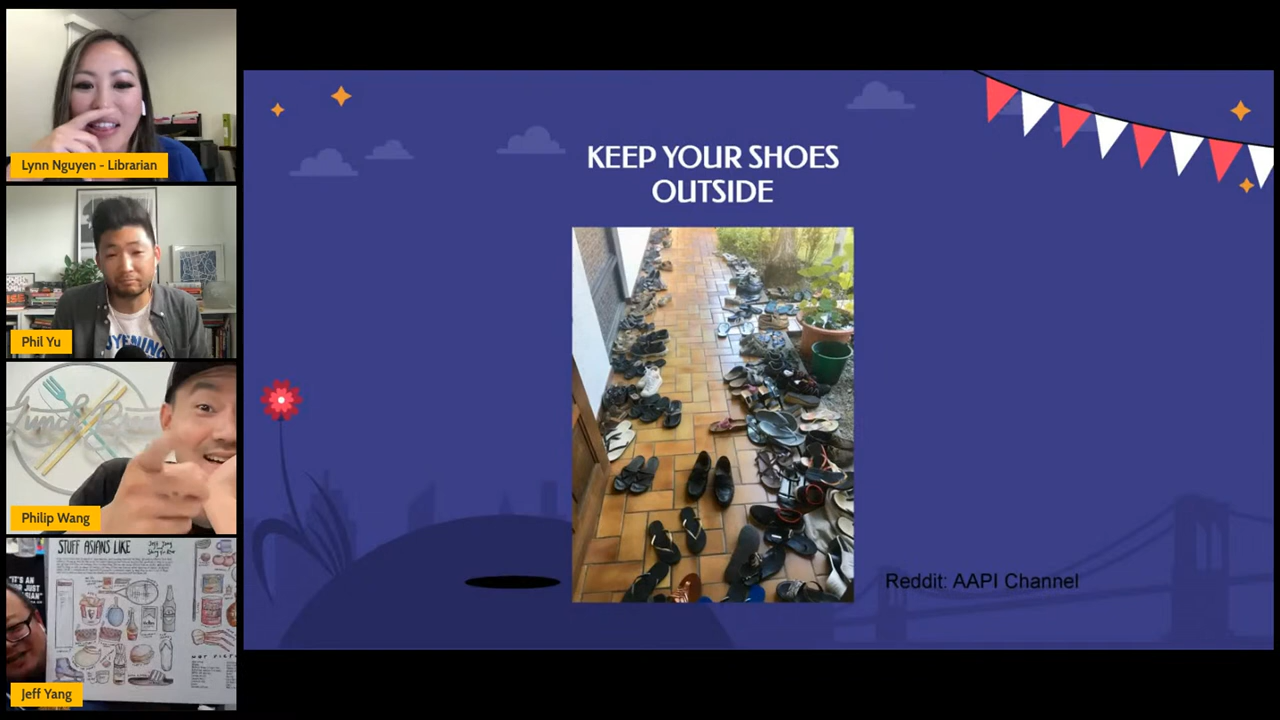 Lynn Nguyen - Librarian
Phil Yu
Philip Wang
STUFF ASIANS LIKE
Jeff Yang
KEEP YOUR SHOES
OUTSIDE
Reddit: AAPI Channel